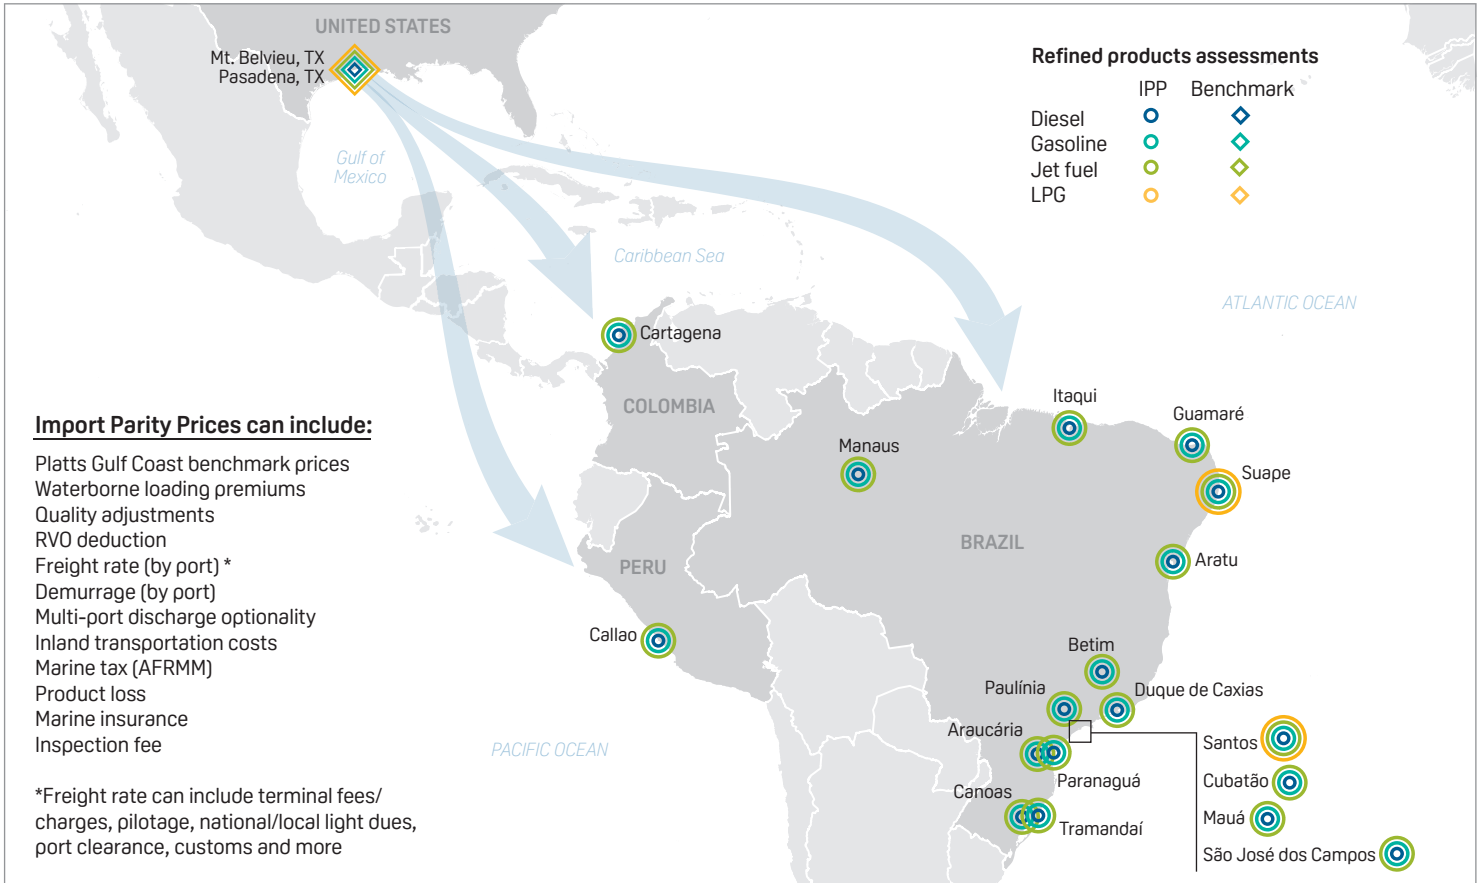 UNITED STATES
Mt. Belvieu, TX
Pasadena, TX
Gulf of
Mexico
Caribbean Sea
ATLANTIC OCEAN
PACIFIC OCEAN
Refined products assessments
IPP Benchmark
Diesel
Gasoline
Jet fuel
LPG
Cartagena
COLOMBIA
Manaus
Itaqui
Guamaré
Suape
BRAZIL
PERU
Aratu
Callao
Betim
Paulínia
Duque de Caxias
Araucária
Paranaguá
Canoas
Tramandaí
Santos
Cubatão
Mauá
São José dos Campos
Import Parity Prices can include:
Platts Gulf Coast benchmark prices
Waterborne loading premiums
Quality adjustments
RVO deduction
Freight rate (by port) *
Demurrage (by port)
Multi-port discharge optionality
Inland transportation costs
Marine tax (AFRMM)
Product loss
Marine insurance
Inspection fee
*Freight rate can include terminal fees/
charges, pilotage, national/local light dues,
port clearance, customs and more